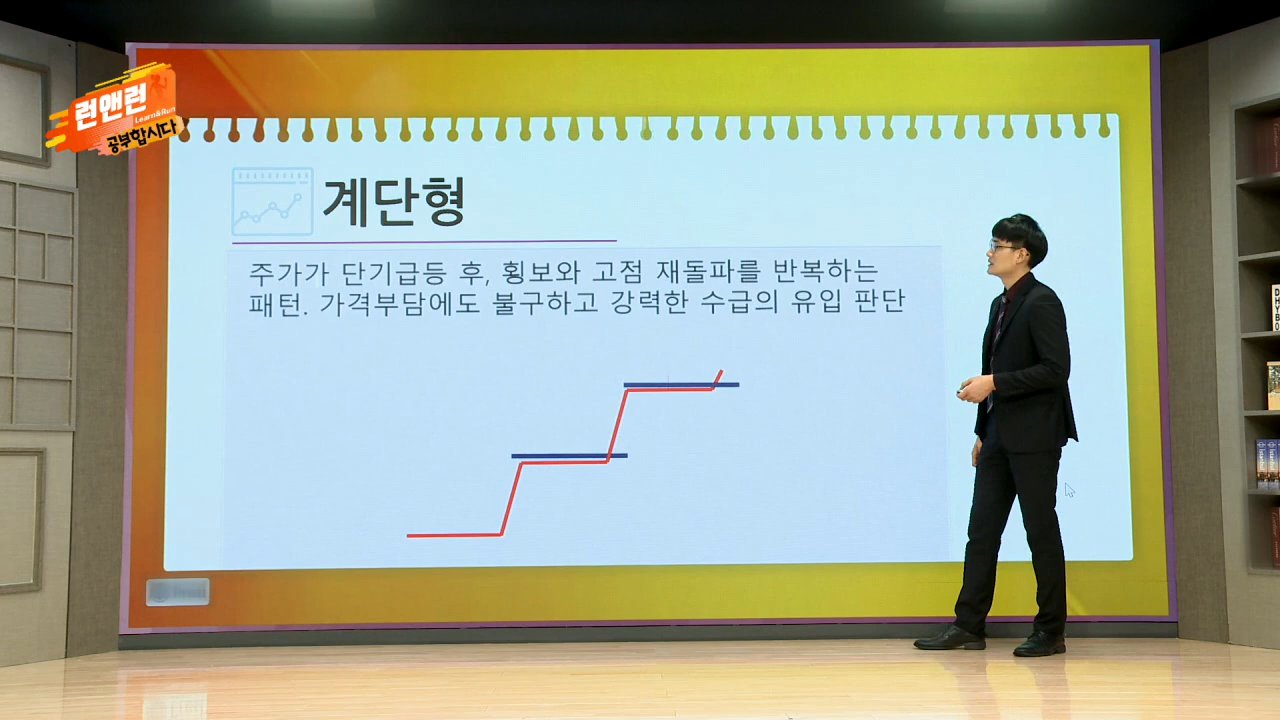 런앤런
Learn&Run
공부합시다
계단형
주가가 단기급등 후, 횡보와 고점 재돌파를 반복하는
패턴. 가격부담에도 불구하고 강력한 수급의 유입 판단